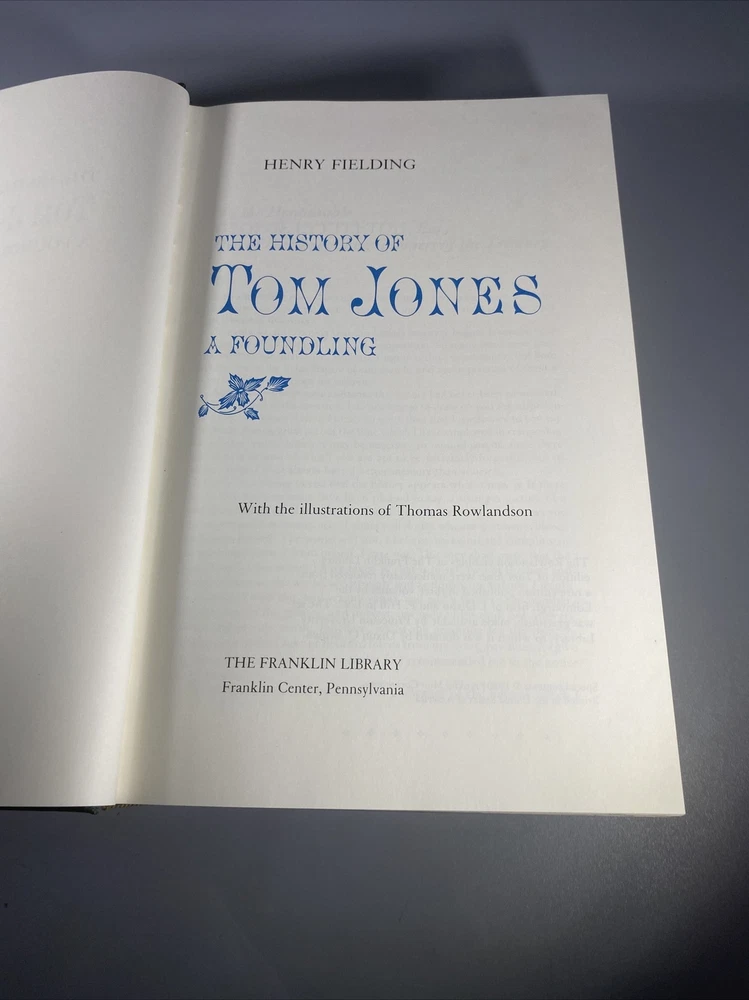 HENRY FIELDING
THE HISTORY OF
TOM JONES
A FOUNDLING
With the illustrations of Thomas Rowlandson
THE FRANKLIN LIBRARY
Franklin Center, Pennsylvania